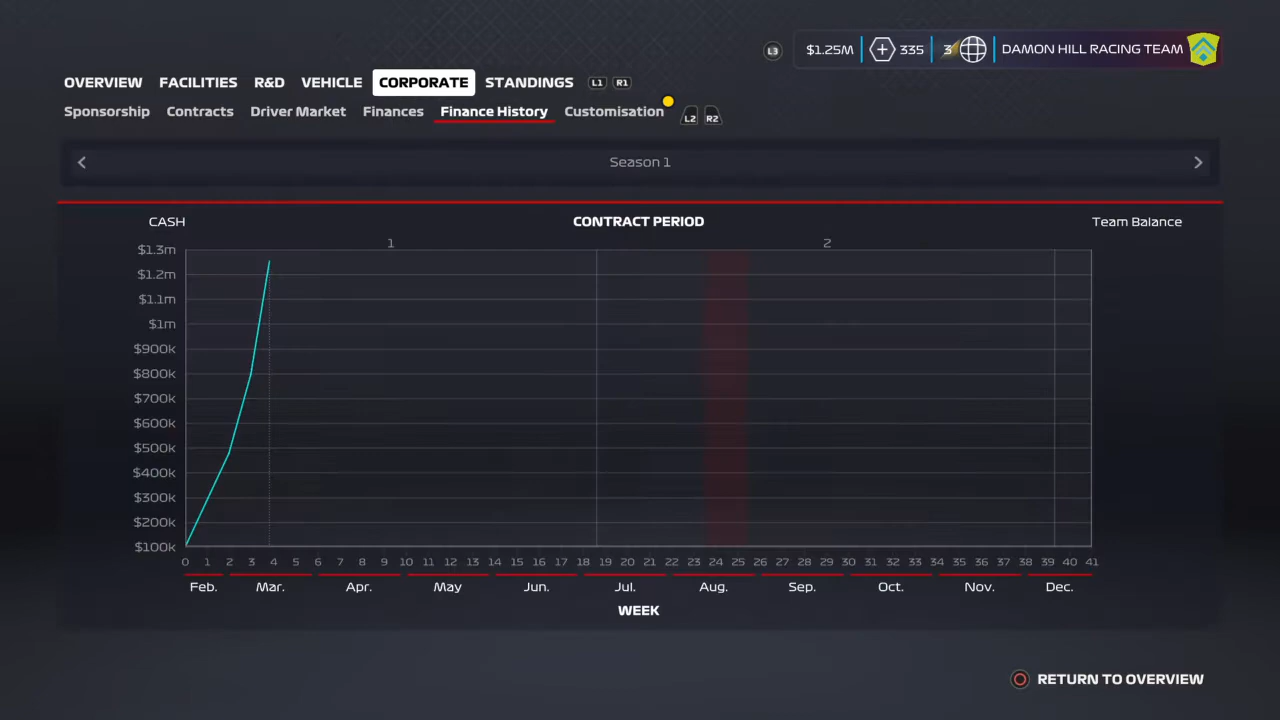 L3 $1.25M 335 3 DAMON HILL RACING TEAM
OVERVIEW FACILITIES R&D VEHICLE CORPORATE STANDINGS L1 R1
Sponsorship Contracts Driver Market Finances Finance History Customisation L2 R2
Season 1
CASH CONTRACT PERIOD Team Balance
1 2
$1.3m
$1.2m
$1.1m
$1m
$900k
$800k
$700k
$600k
$500k
$400k
$300k
$200k
$100k
0 1 2 3 4 5 6 7 8 9 10 11 12 13 14 15 16 17 18 19 20 21 22 23 24 25 26 27 28 29 30 31 32 33 34 35 36 37 38 39 40 41
Feb. Mar. Apr. May Jun. Jul. Aug. Sep. Oct. Nov. Dec.
WEEK
RETURN TO OVERVIEW